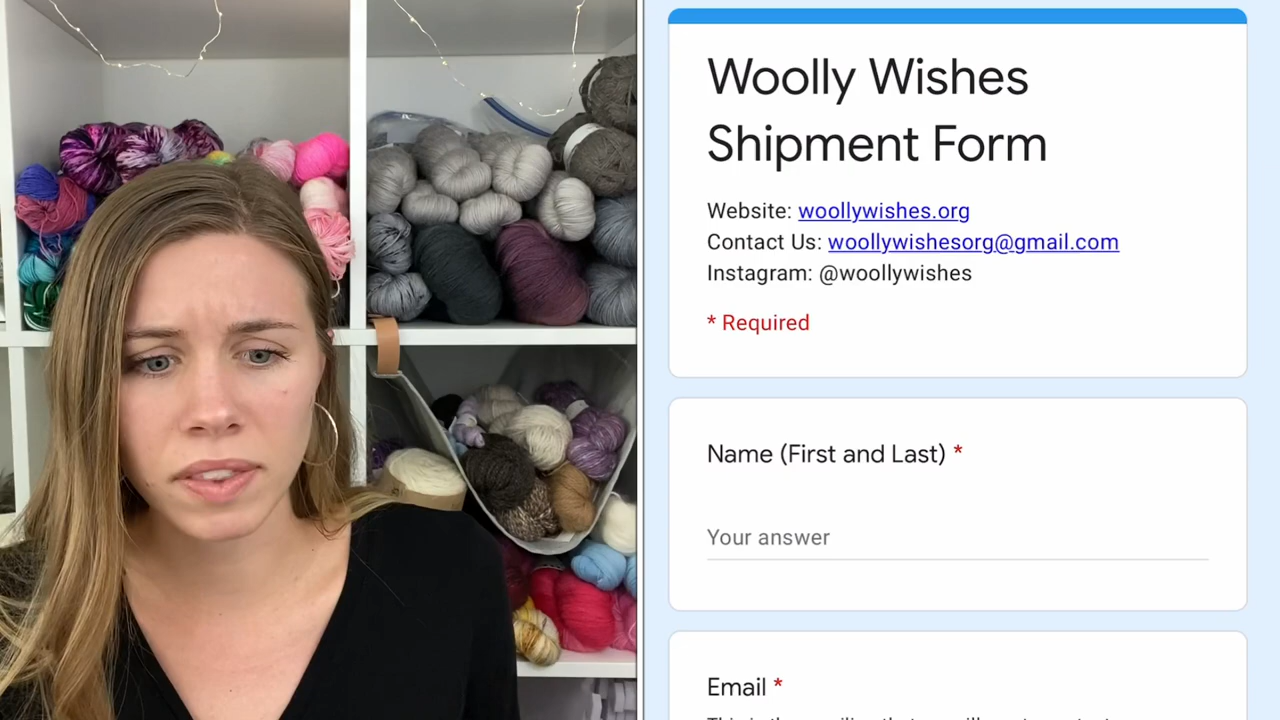 Woolly Wishes
Shipment Form
Website: woollywishes.org
Contact Us: woollywishesorg@gmail.com
Instagram: @woollywishes
* Required
Name (First and Last) *
Your answer
Email *